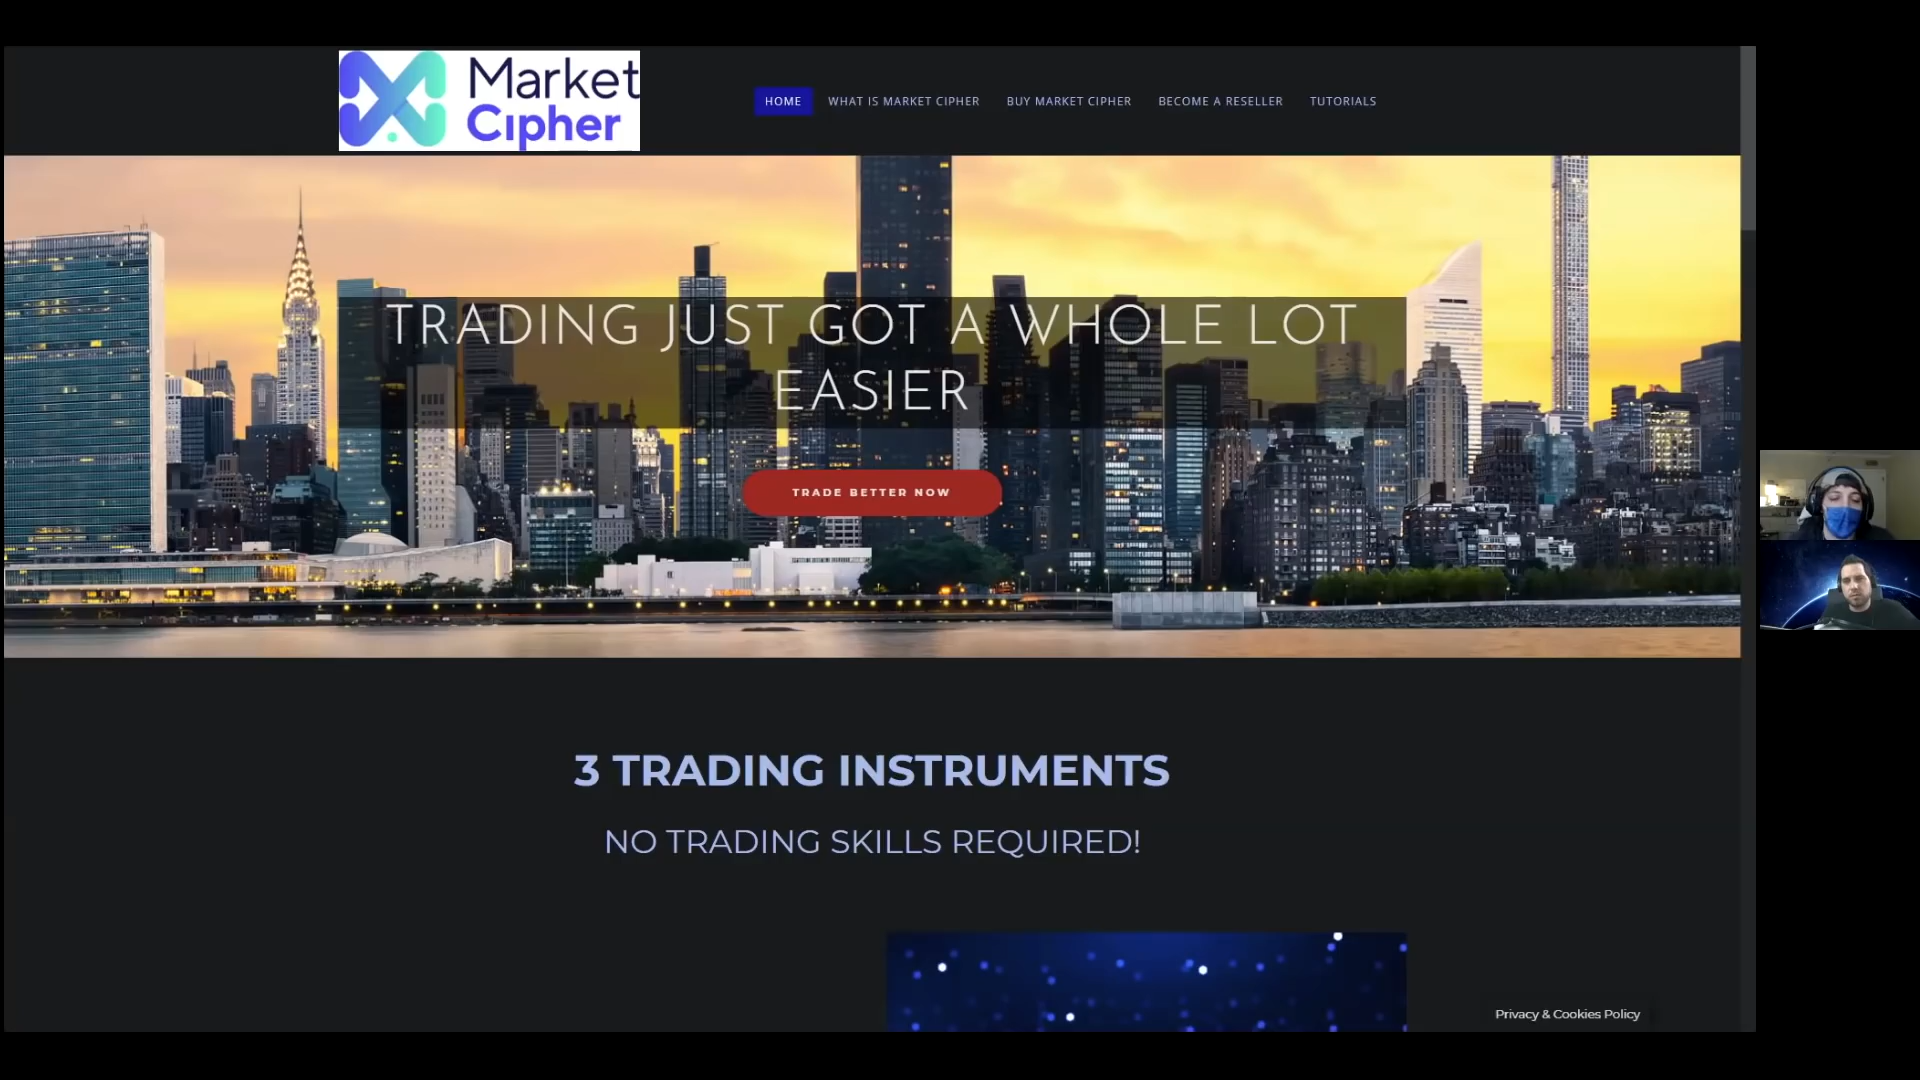 Market
Cipher
HOME
WHAT IS MARKET CIPHER
BUY MARKET CIPHER
BECOME A RESELLER
TUTORIALS
TRADING JUST GOT A WHOLE LOT
EASIER
TRADE BETTER NOW
3 TRADING INSTRUMENTS
NO TRADING SKILLS REQUIRED!
Privacy & Cookies Policy